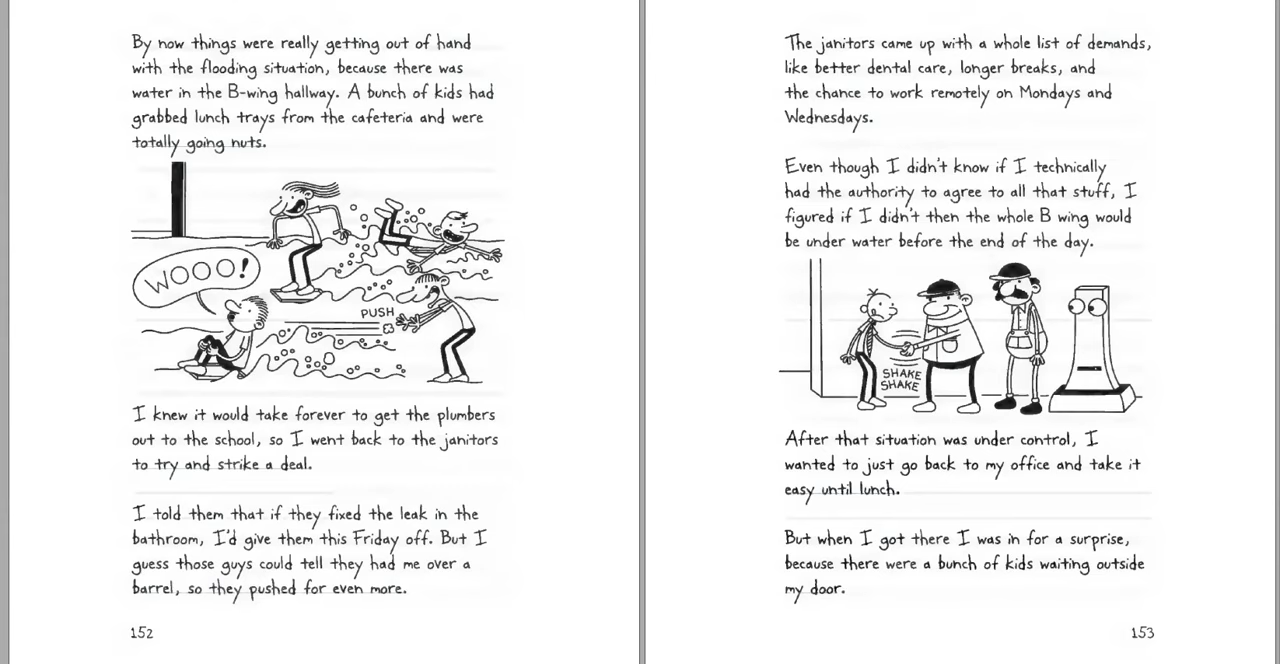 By now things were really getting out of hand
with the flooding situation, because there was
water in the B-wing hallway. A bunch of kids had
grabbed lunch trays from the cafeteria and were
totally going nuts.
WOOO!
PUSH
I knew it would take forever to get the plumbers
out to the school, so I went back to the janitors
to try and strike a deal.
I told them that if they fixed the leak in the
bathroom, I'd give them this Friday off. But I
guess those guys could tell they had me over a
barrel, so they pushed for even more.
152
The janitors came up with a whole list of demands,
like better dental care, longer breaks, and
the chance to work remotely on Mondays and
Wednesdays.
Even though I didn't know if I technically
had the authority to agree to all that stuff, I
figured if I didn't then the whole B wing would
be under water before the end of the day.
SHAKE
SHAKE
After that situation was under control, I
wanted to just go back to my office and take it
easy until lunch.
But when I got there I was in for a surprise,
because there were a bunch of kids waiting outside
my door.
153